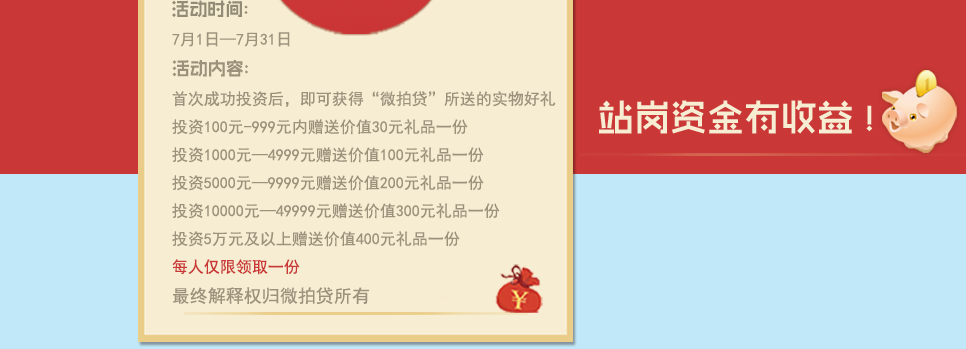 活动时间:
7月1日—7月31日
活动内容:
首次成功投资后，即可获得“微拍贷”所送的实物好礼
投资100元-999元内赠送价值30元礼品一份
投资1000元—4999元赠送价值100元礼品一份
投资5000元—9999元赠送价值200元礼品一份
投资10000元—49999元赠送价值300元礼品一份
投资5万元及以上赠送价值400元礼品一份
每人仅限领取一份
最终解释权归微拍贷所有
¥
站岗资金有收益！